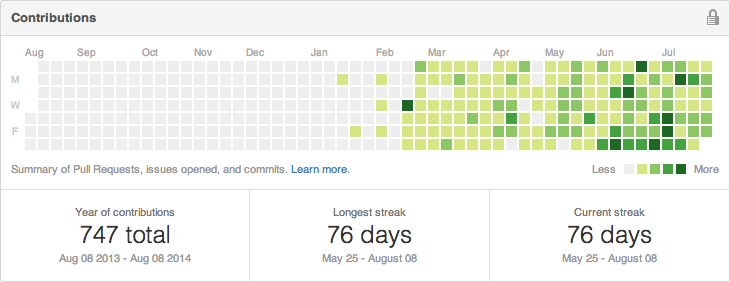 Contributions
Aug Sep Oct Nov Dec Jan Feb Mar Apr May Jun Jul
M
W
F
Summary of Pull Requests, issues opened, and commits. Learn more.
Less More
Year of contributions
747 total
Aug 08 2013 - Aug 08 2014
Longest streak
76 days
May 25 - August 08
Current streak
76 days
May 25 - August 08